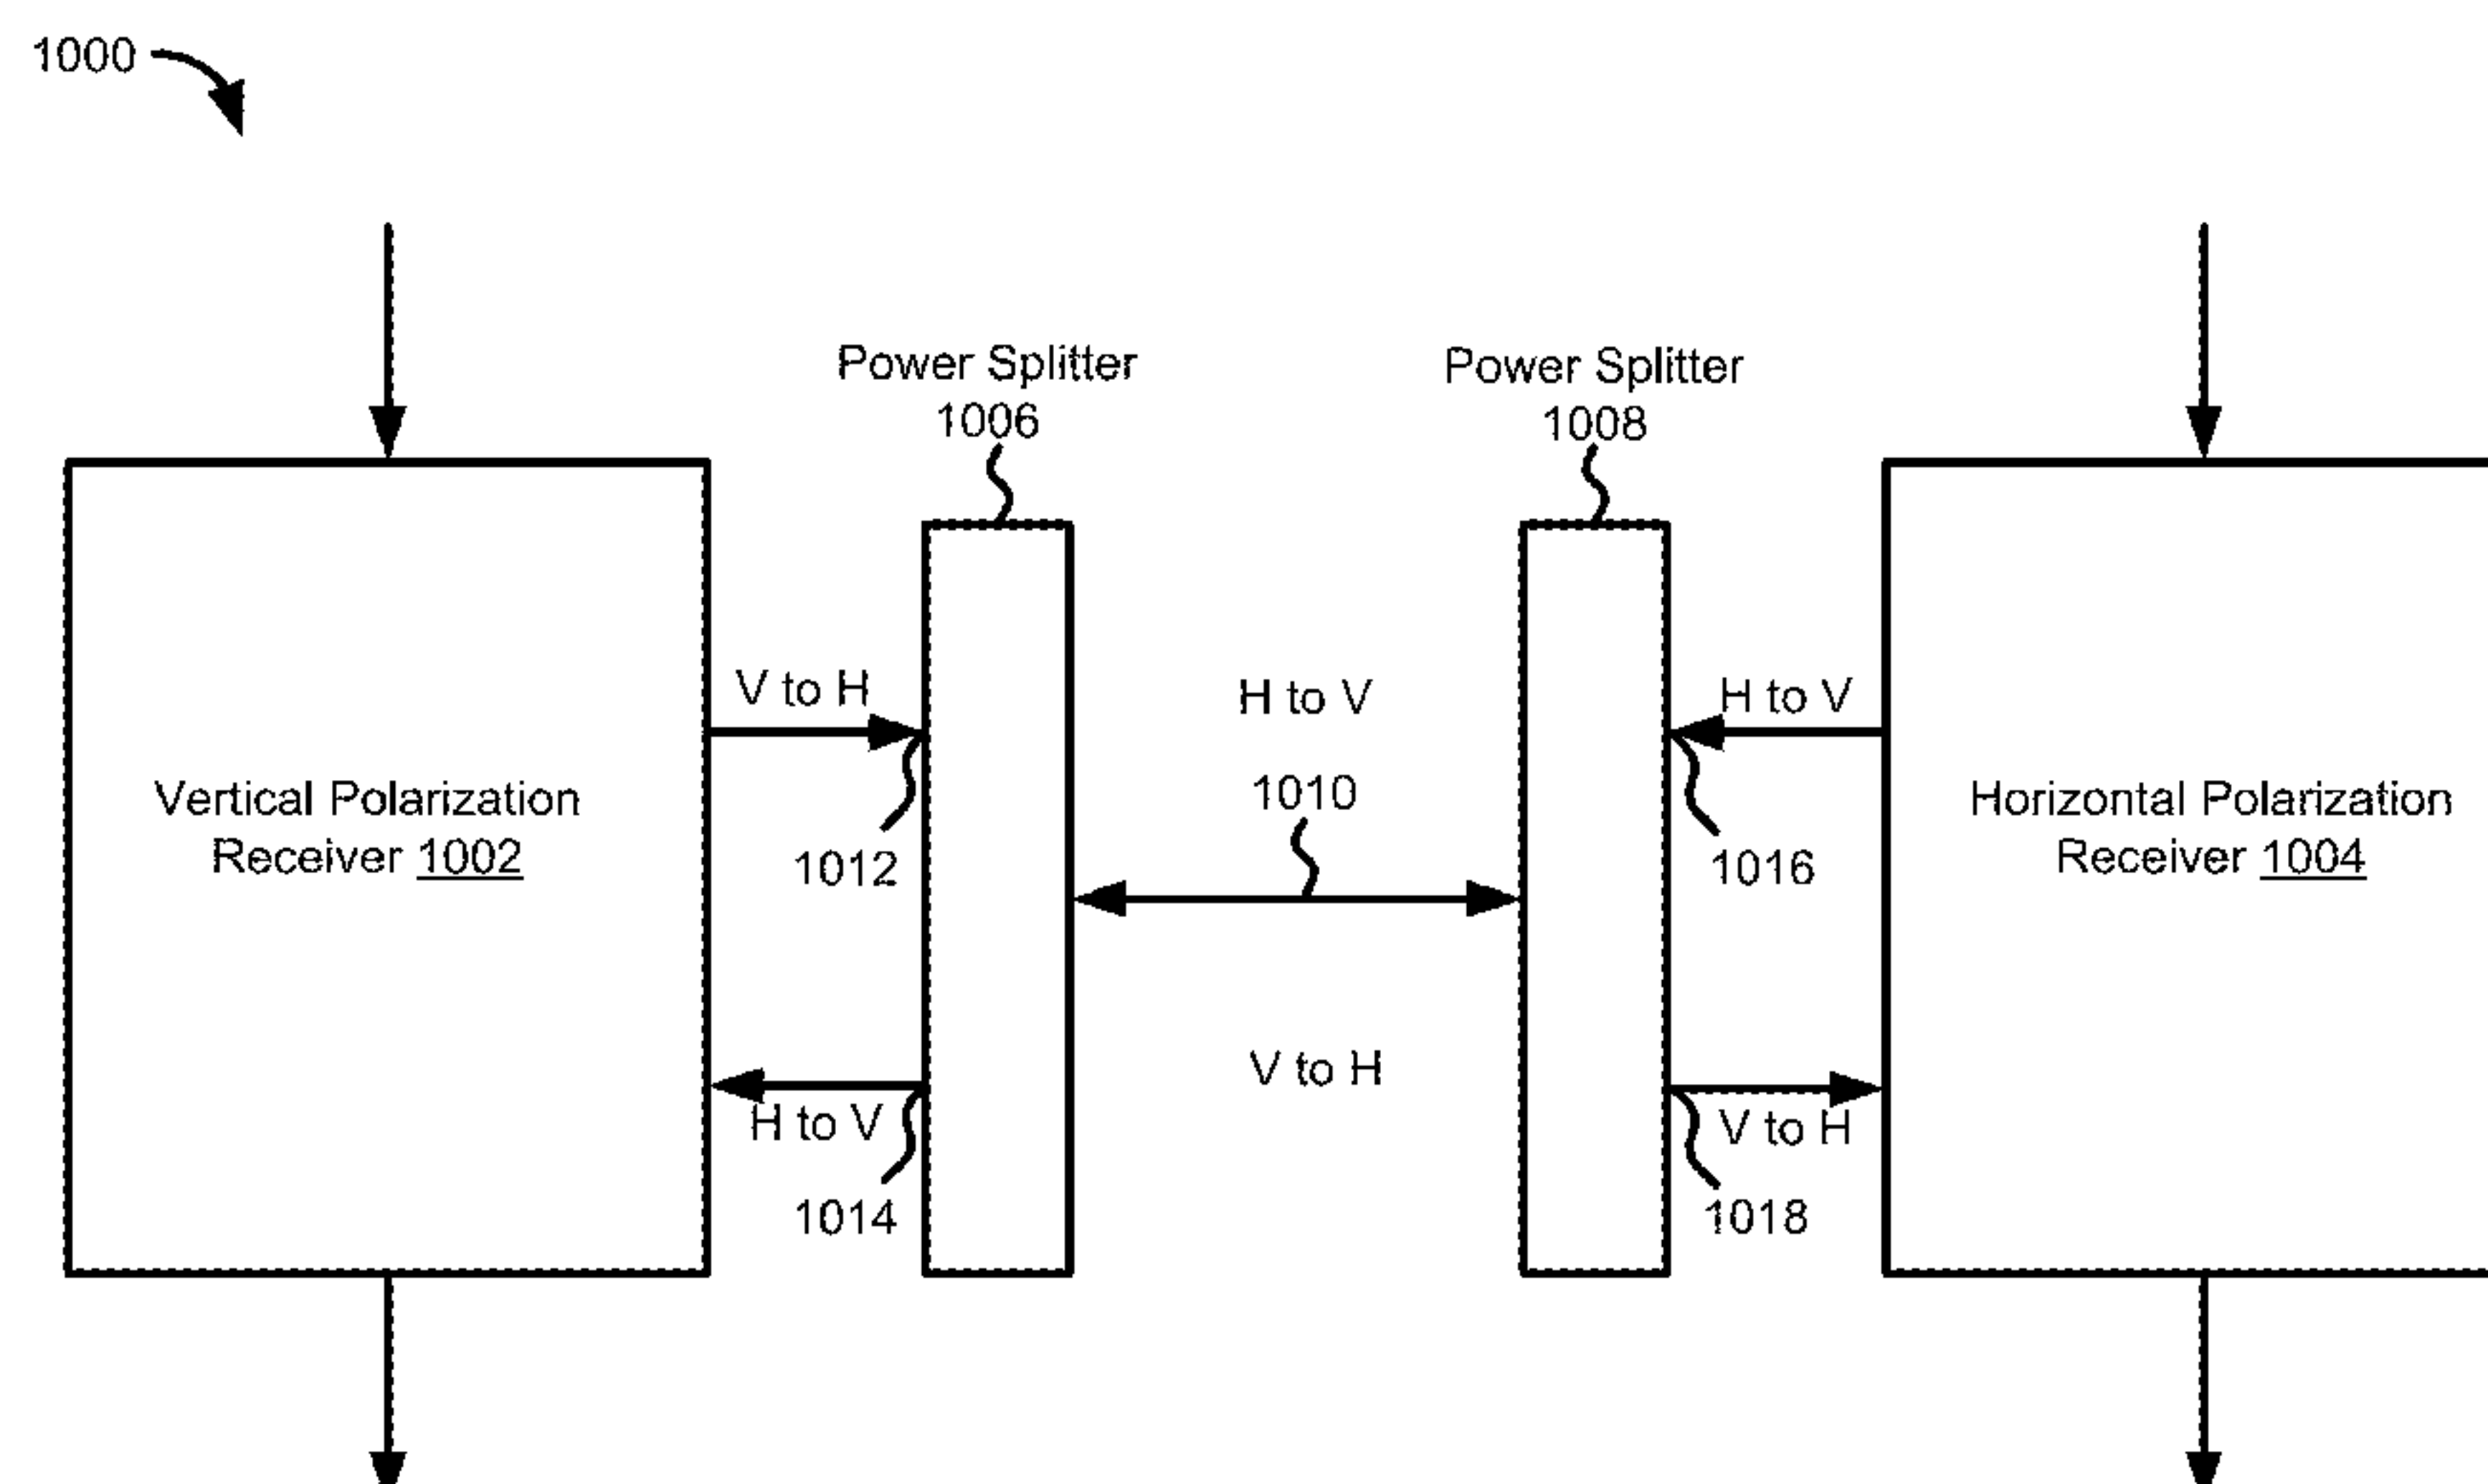 1000
Power Splitter
1006
Power Splitter
1008
V to H
H to V
H to V
1010
Vertical Polarization
Receiver 1002
1012
1016
Horizontal Polarization
Receiver 1004
H to V
V to H
V to H
1014
1018